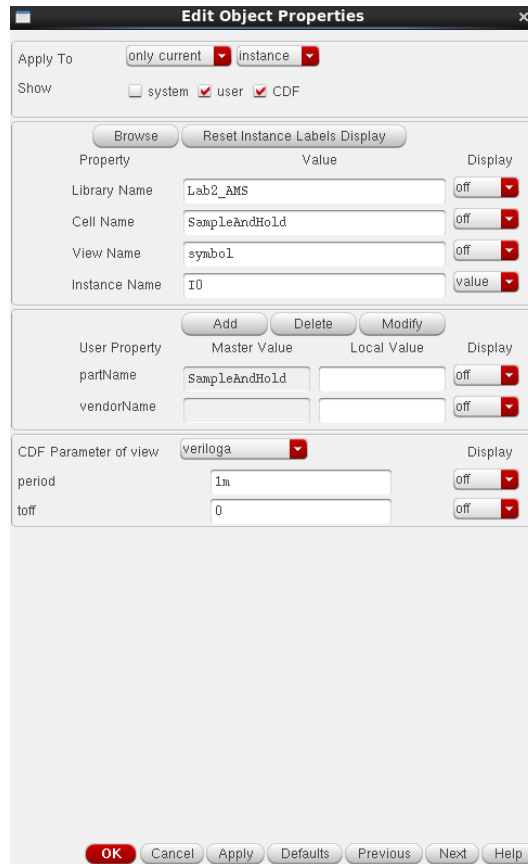 Edit Object Properties
Apply To only current instance
Show system user CDF
Browse Reset Instance Labels Display
Property Value Display
Library Name Lab2_AMS off
Cell Name SampleAndHold off
View Name symbol off
Instance Name I0 value
Add Delete Modify
User Property Master Value Local Value Display
partName SampleAndHold off
vendorName off
CDF Parameter of view veriloga Display
period 1m off
toff 0 off
OK Cancel Apply Defaults Previous Next Help